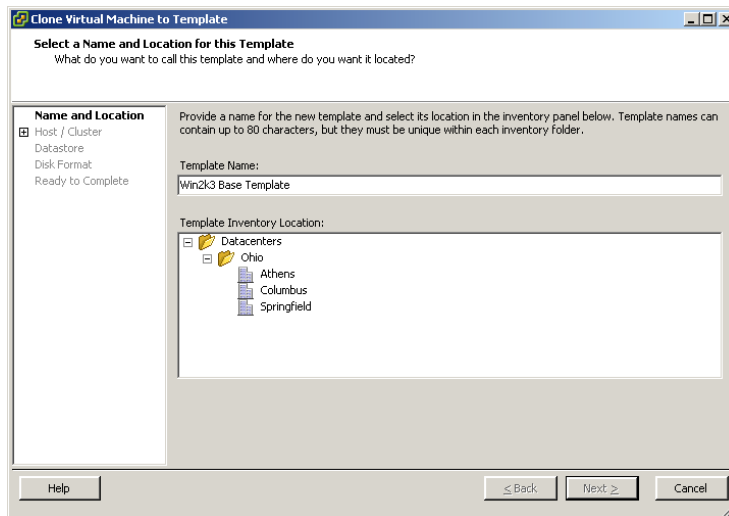 Clone Virtual Machine to Template
Select a Name and Location for this Template
What do you want to call this template and where do you want it located?
Name and Location
Host / Cluster
Datastore
Disk Format
Ready to Complete
Provide a name for the new template and select its location in the inventory panel below. Template names can
contain up to 80 characters, but they must be unique within each inventory folder.
Template Name:
Win2k3 Base Template
Template Inventory Location:
Datacenters
Ohio
Athens
Columbus
Springfield
Help
≤ Back
Next ≥
Cancel